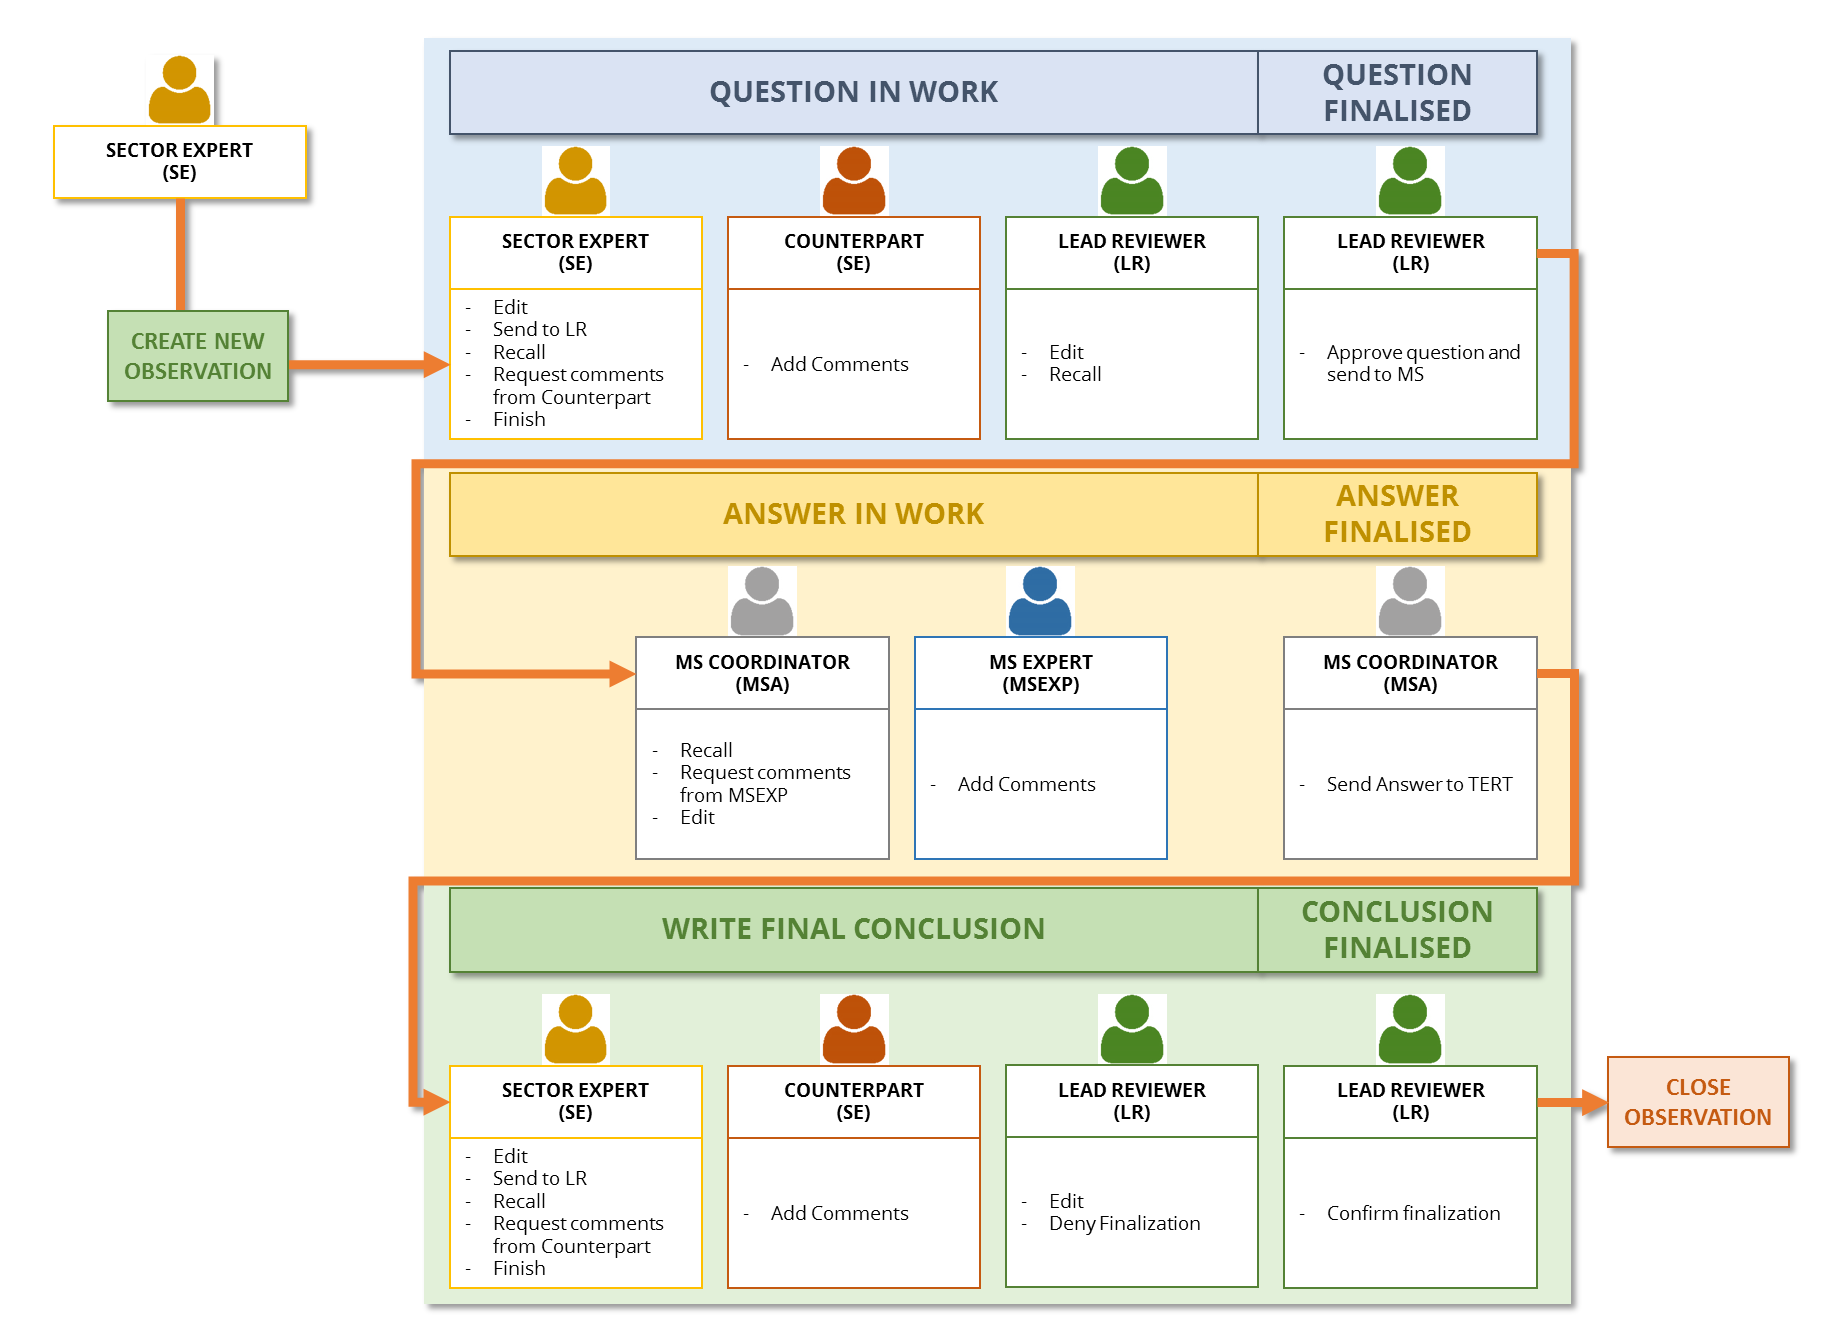 SECTOR EXPERT
(SE)
CREATE NEW
OBSERVATION
QUESTION IN WORK
QUESTION
FINALISED
SECTOR EXPERT
(SE)
- Edit
- Send to LR
- Recall
- Request comments
from Counterpart
- Finish
COUNTERPART
(SE)
- Add Comments
LEAD REVIEWER
(LR)
- Edit
- Recall
LEAD REVIEWER
(LR)
- Approve question and
send to MS
ANSWER IN WORK
ANSWER
FINALISED
MS COORDINATOR
(MSA)
- Recall
- Request comments
from MSEXP
- Edit
MS EXPERT
(MSEXP)
- Add Comments
MS COORDINATOR
(MSA)
- Send Answer to TERT
WRITE FINAL CONCLUSION
CONCLUSION
FINALISED
SECTOR EXPERT
(SE)
- Edit
- Send to LR
- Recall
- Request comments
from Counterpart
- Finish
COUNTERPART
(SE)
- Add Comments
LEAD REVIEWER
(LR)
- Edit
- Deny Finalization
LEAD REVIEWER
(LR)
- Confirm finalization
CLOSE
OBSERVATION